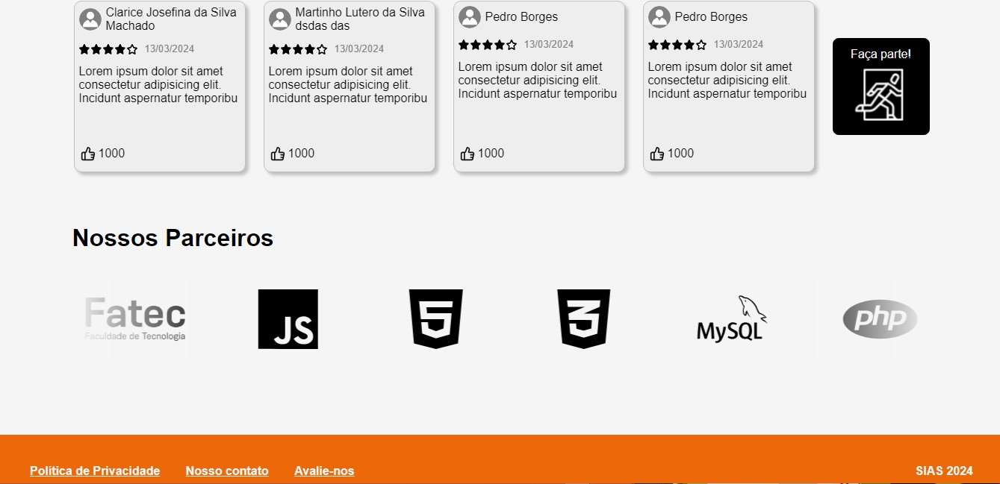 Clarice Josefina da Silva
Machado
13/03/2024
Lorem ipsum dolor sit amet
consectetur adipisicing elit.
Incidunt aspernatur temporibu
1000
Martinho Lutero da Silva
dsdas das
13/03/2024
Lorem ipsum dolor sit amet
consectetur adipisicing elit.
Incidunt aspernatur temporibu
1000
Pedro Borges
13/03/2024
Lorem ipsum dolor sit amet
consectetur adipisicing elit.
Incidunt aspernatur temporibu
1000
Pedro Borges
13/03/2024
Lorem ipsum dolor sit amet
consectetur adipisicing elit.
Incidunt aspernatur temporibu
1000
Faça parte!
Nossos Parceiros
Fatec
Faculdade de Tecnologia
JS
5
3
MySQL
php
Política de Privacidade
Nosso contato
Avalie-nos
SIAS 2024